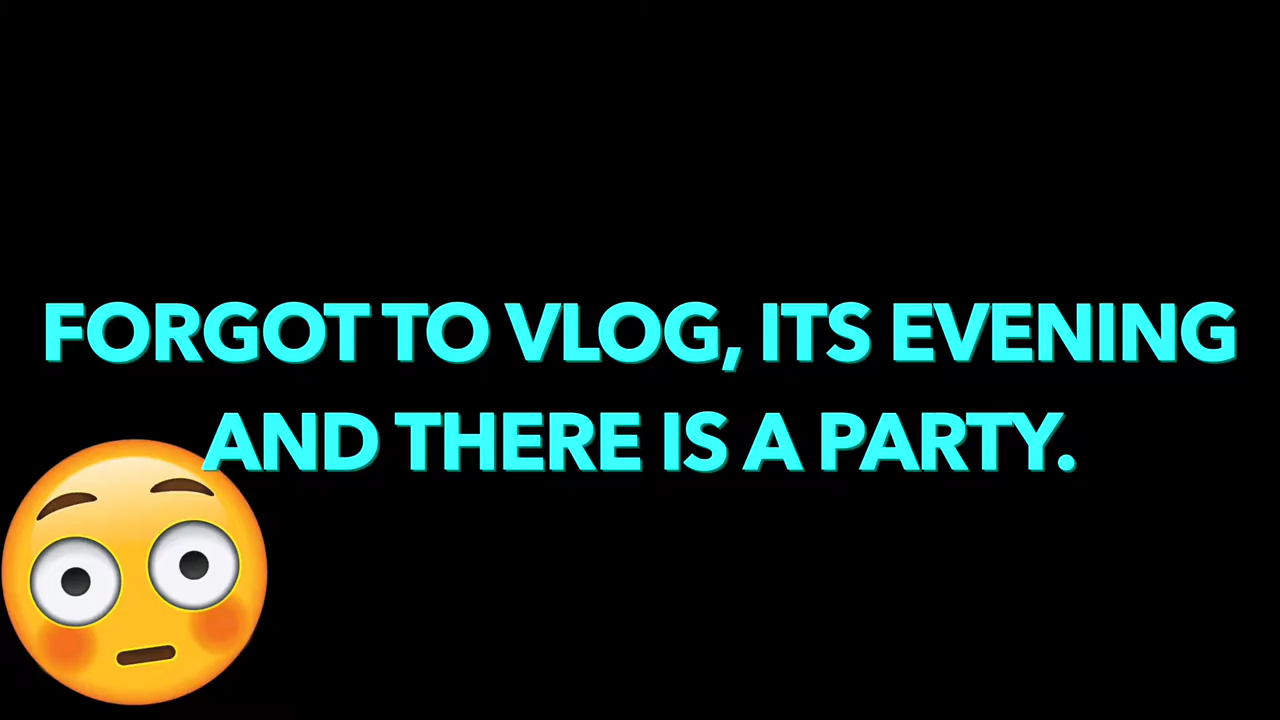 FORGOT TO VLOG, ITS EVENING
AND THERE IS A PARTY.